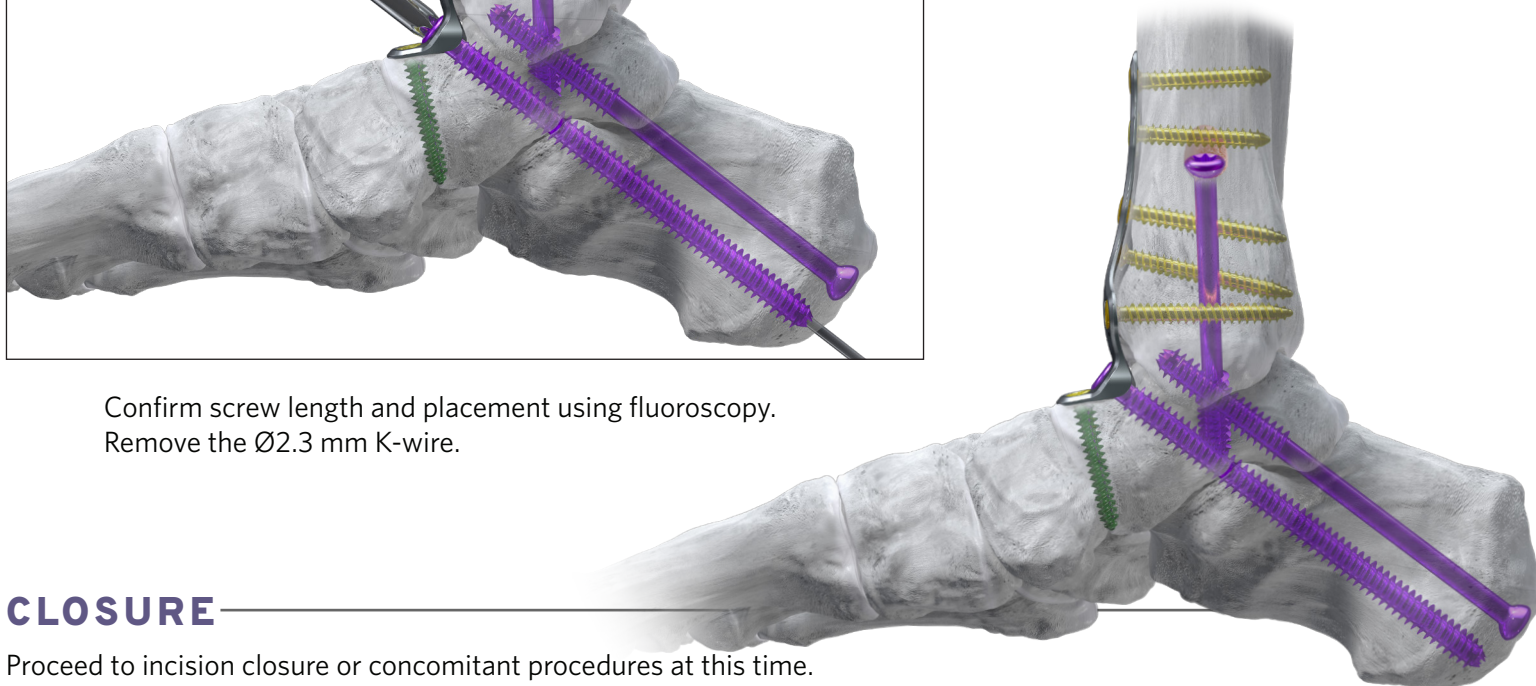 Confirm screw length and placement using fluoroscopy.
Remove the Ø2.3 mm K-wire.
CLOSURE
Proceed to incision closure or concomitant procedures at this time.